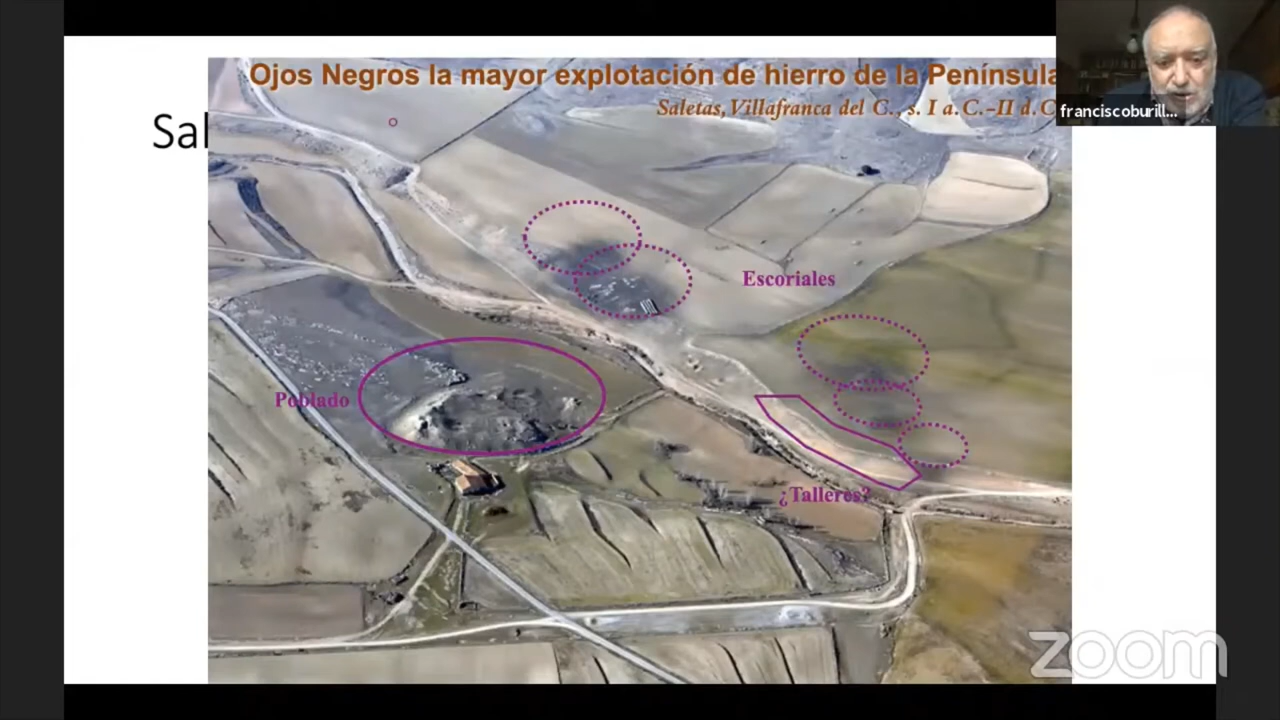 Ojos Negros la mayor explotación de hierro de la Península
Saletas, Villafranca del C., s. I a. C.-II d. C
franciscoburill...
Sal
Escoriales
Poblado
¿Talleres?
zoom